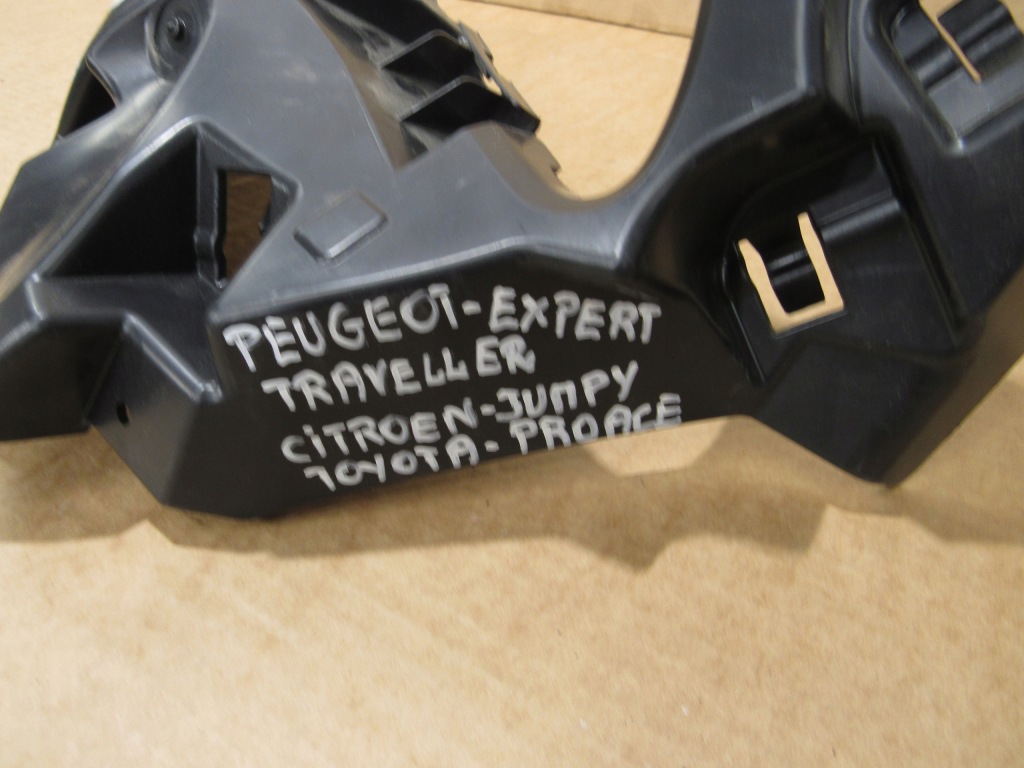 PEUGEOT-EXPERT
TRAVELLER
CiTROEN-JUMPY
TOYOTA-PROACE